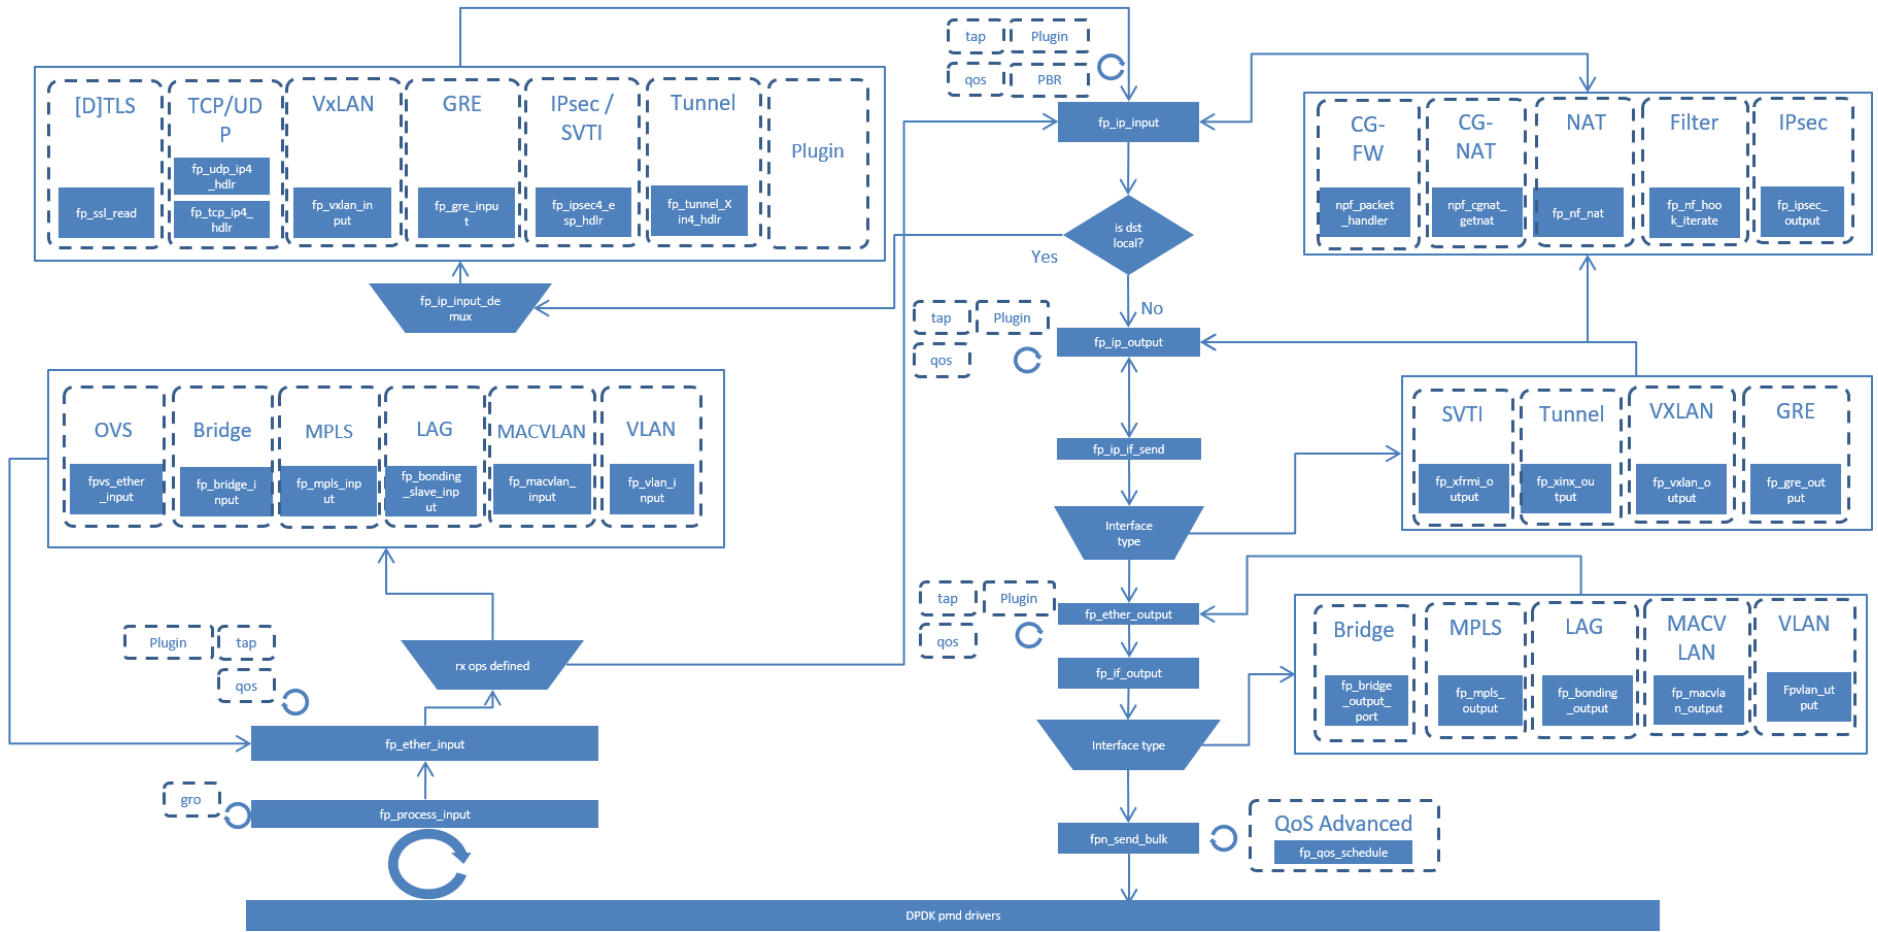 tap
Plugin
qos
PBR
fp_ip_input
[D]TLS
fp_ssl_read
TCP/UD
P
fp_udp_ip4
_hdlr
fp_tcp_ip4_
hdlr
VxLAN
fp_vxlan_in
put
GRE
fp_gre_inpu
t
IPsec /
SVTI
fp_ipsec4_e
sp_hdlr
Tunnel
fp_tunnel_X
in4_hdlr
Plugin
CG-
FW
npf_packet
_handler
CG-
NAT
npf_cgnat_
getnat
NAT
fp_nf_nat
Filter
fp_nf_hoo
k_iterate
IPsec
fp_ipsec_
output
is dst
local?
Yes
No
fp_ip_input_de
mux
tap
Plugin
qos
fp_ip_output
OVS
fpvs_ether
_input
Bridge
fp_bridge_i
nput
MPLS
fp_mpls_inp
ut
LAG
fp_bonding
_slave_inp
ut
MACVLAN
fp_macvlan_
input
VLAN
fp_vlan_i
nput
fp_ip_if_send
SVTI
fp_xfrmi_o
utput
Tunnel
fp_xinx_ou
tput
VXLAN
fp_vxlan_o
utput
GRE
fp_gre_out
put
Interface
type
tap
Plugin
qos
fp_ether_output
fp_if_output
Bridge
fp_bridge
_output_
port
MPLS
fp_mpls_
output
LAG
fp_bonding
_output
MACV
LAN
fp_macvla
n_output
VLAN
Fpvlan_ut
put
Plugin
tap
qos
rx ops defined
fp_ether_input
Interface type
gro
fp_process_input
fpn_send_bulk
QoS Advanced
fp_qos_schedule
DPDK pmd drivers